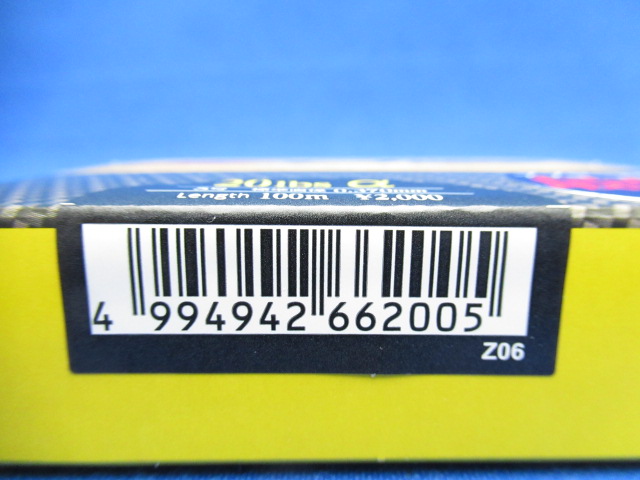 20lbs α
Length 100m ¥2,000
4 994942 662005
Z06